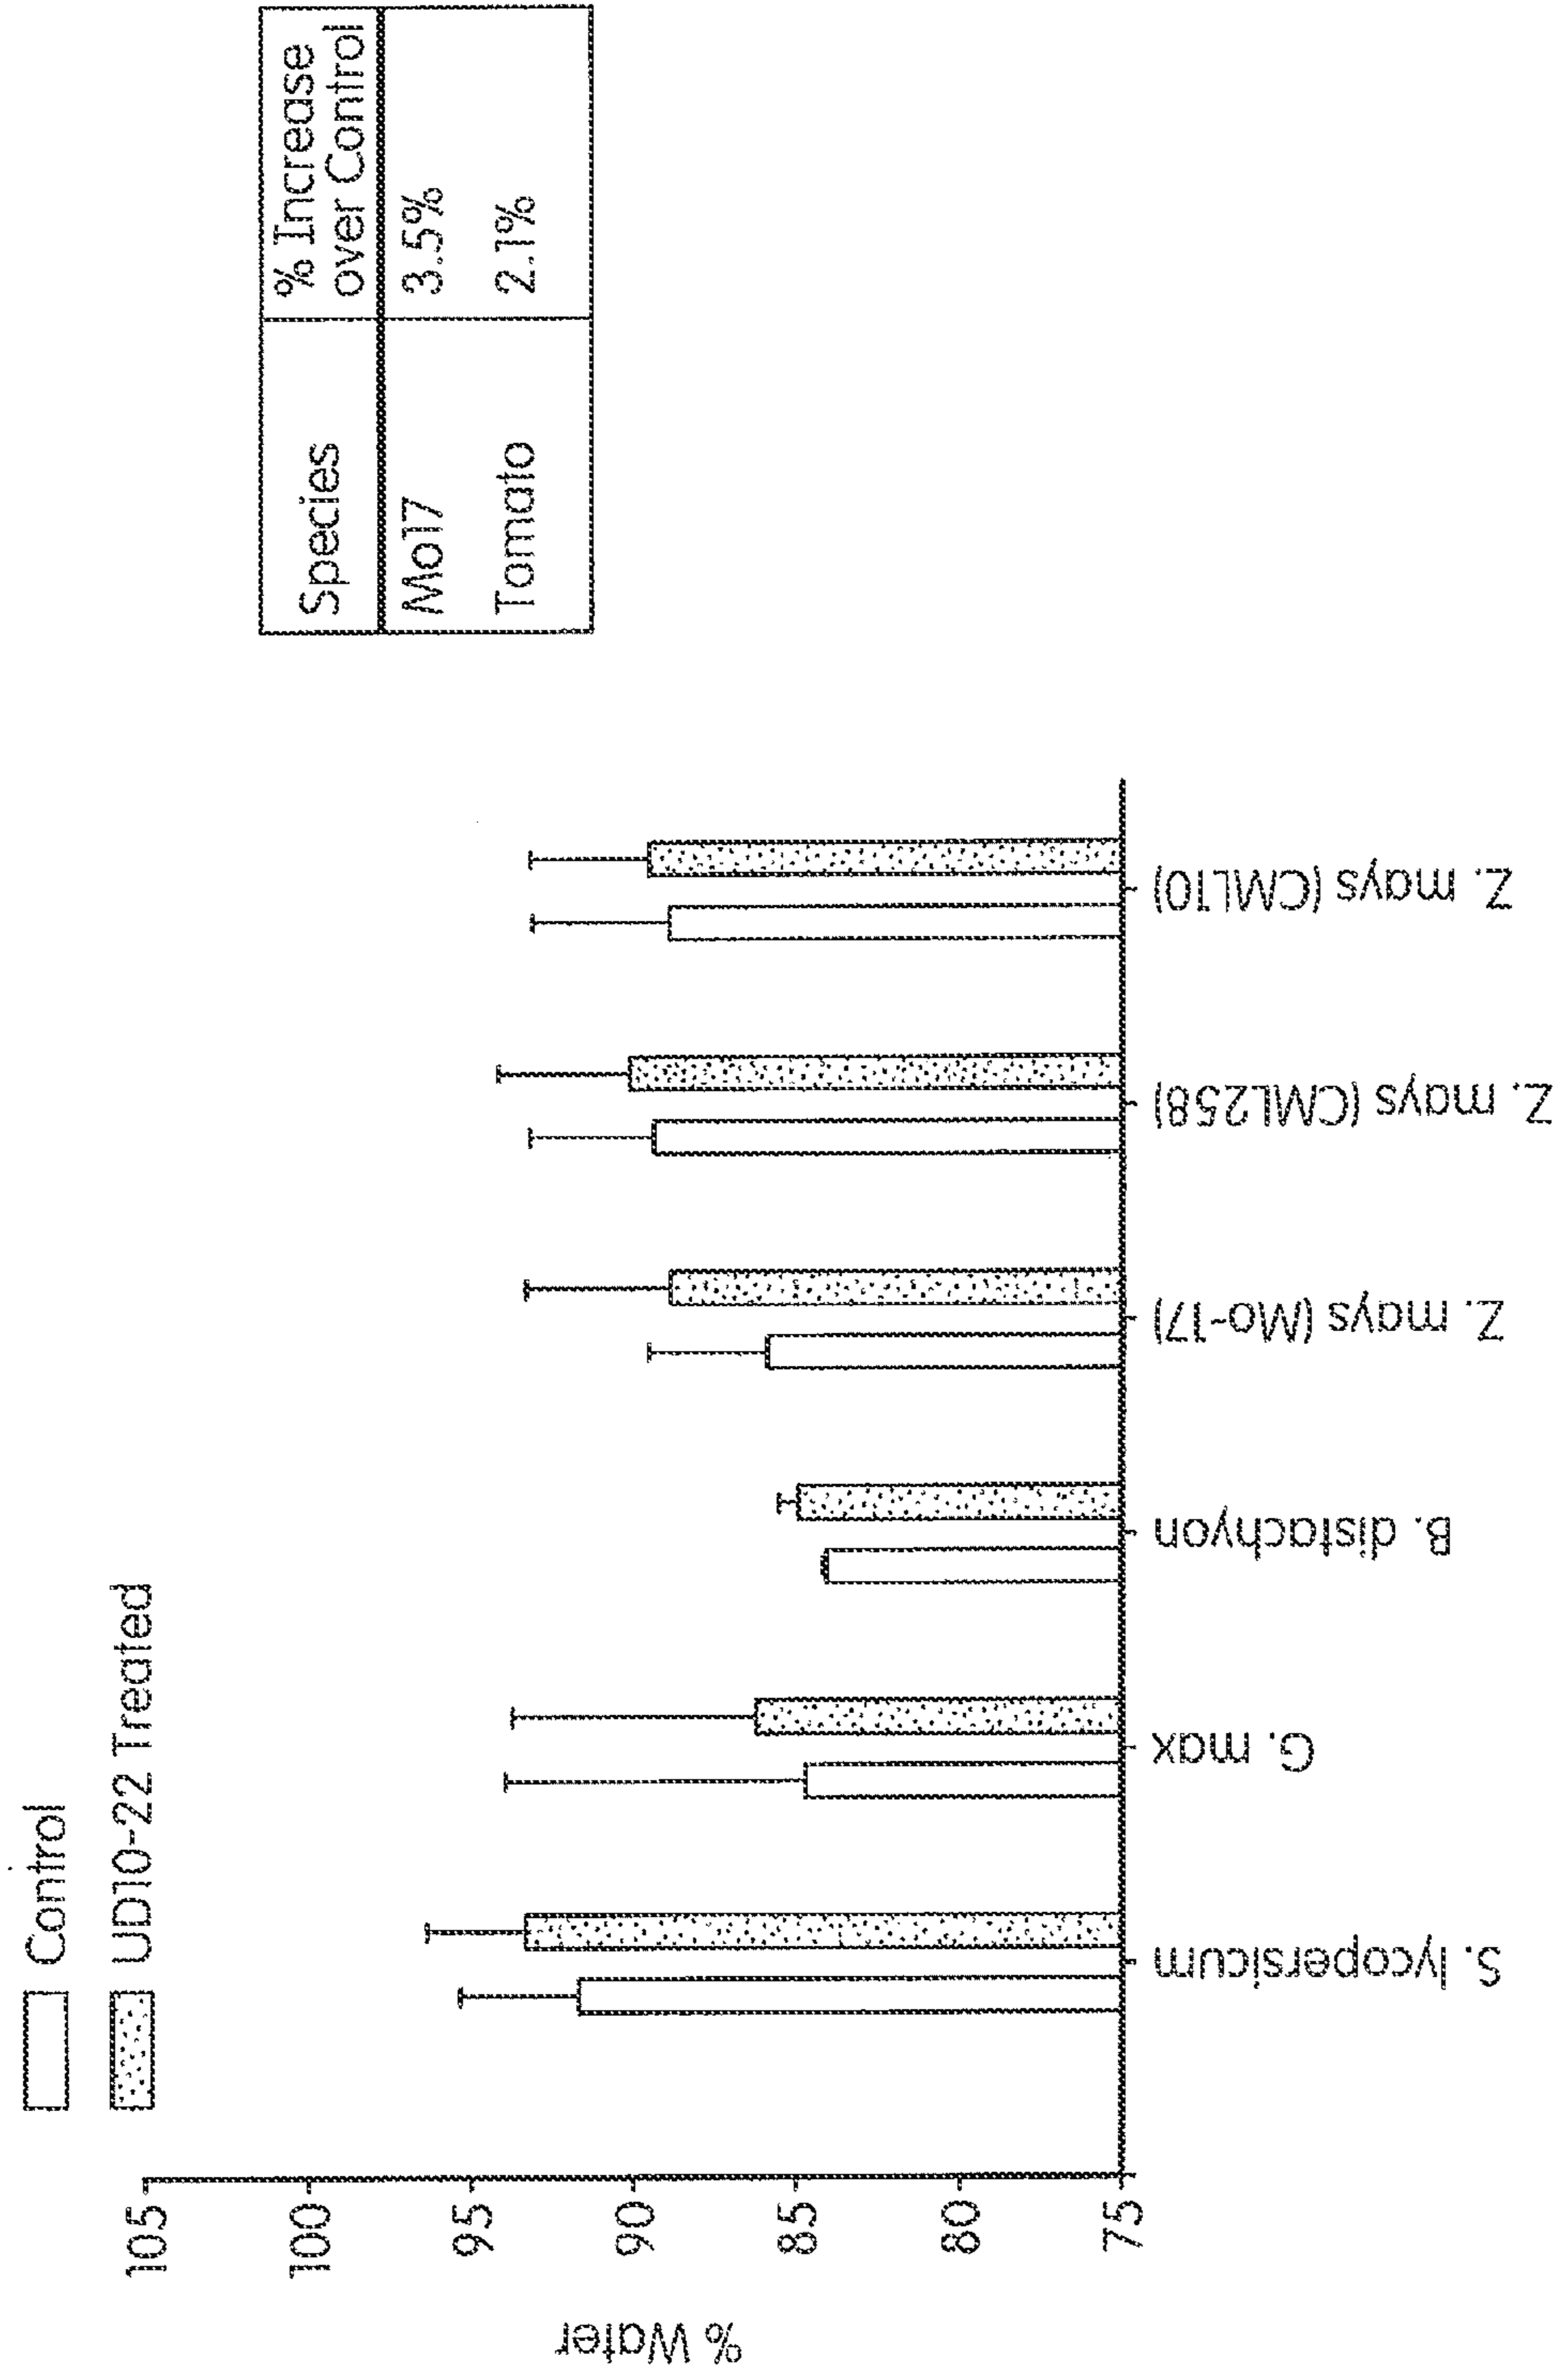 Control
UD10-22 Treated
105
100
95
90
85
80
75
% Water
S. lycopersicum
G. max
B. distachyon
Z. mays (Mo-17)
Z. mays (CML258)
Z. mays (CML10)
Species
% Increase
over Control
Mo17 3.5%
Tomato 2.1%